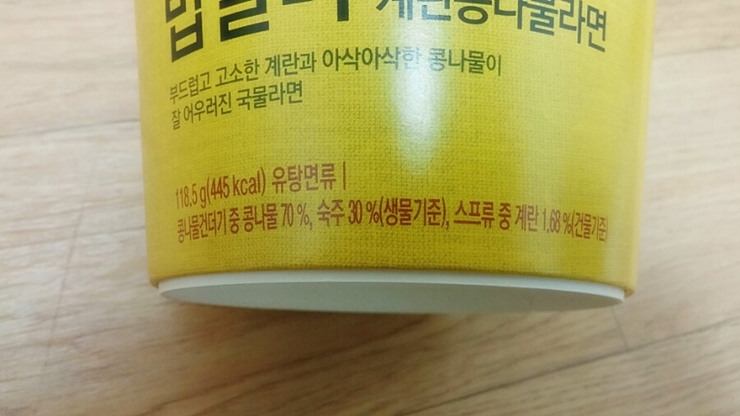 계란콩나물라면
부드럽고 고소한 계란과 아삭아삭한 콩나물이
잘 어우러진 국물라면
118.5 g(445 kcal) 유탕면류 |
콩나물건더기 중 콩나물 70 %, 숙주 30 %(생물기준), 스프류 중 계란 1.68 %(건물기준)